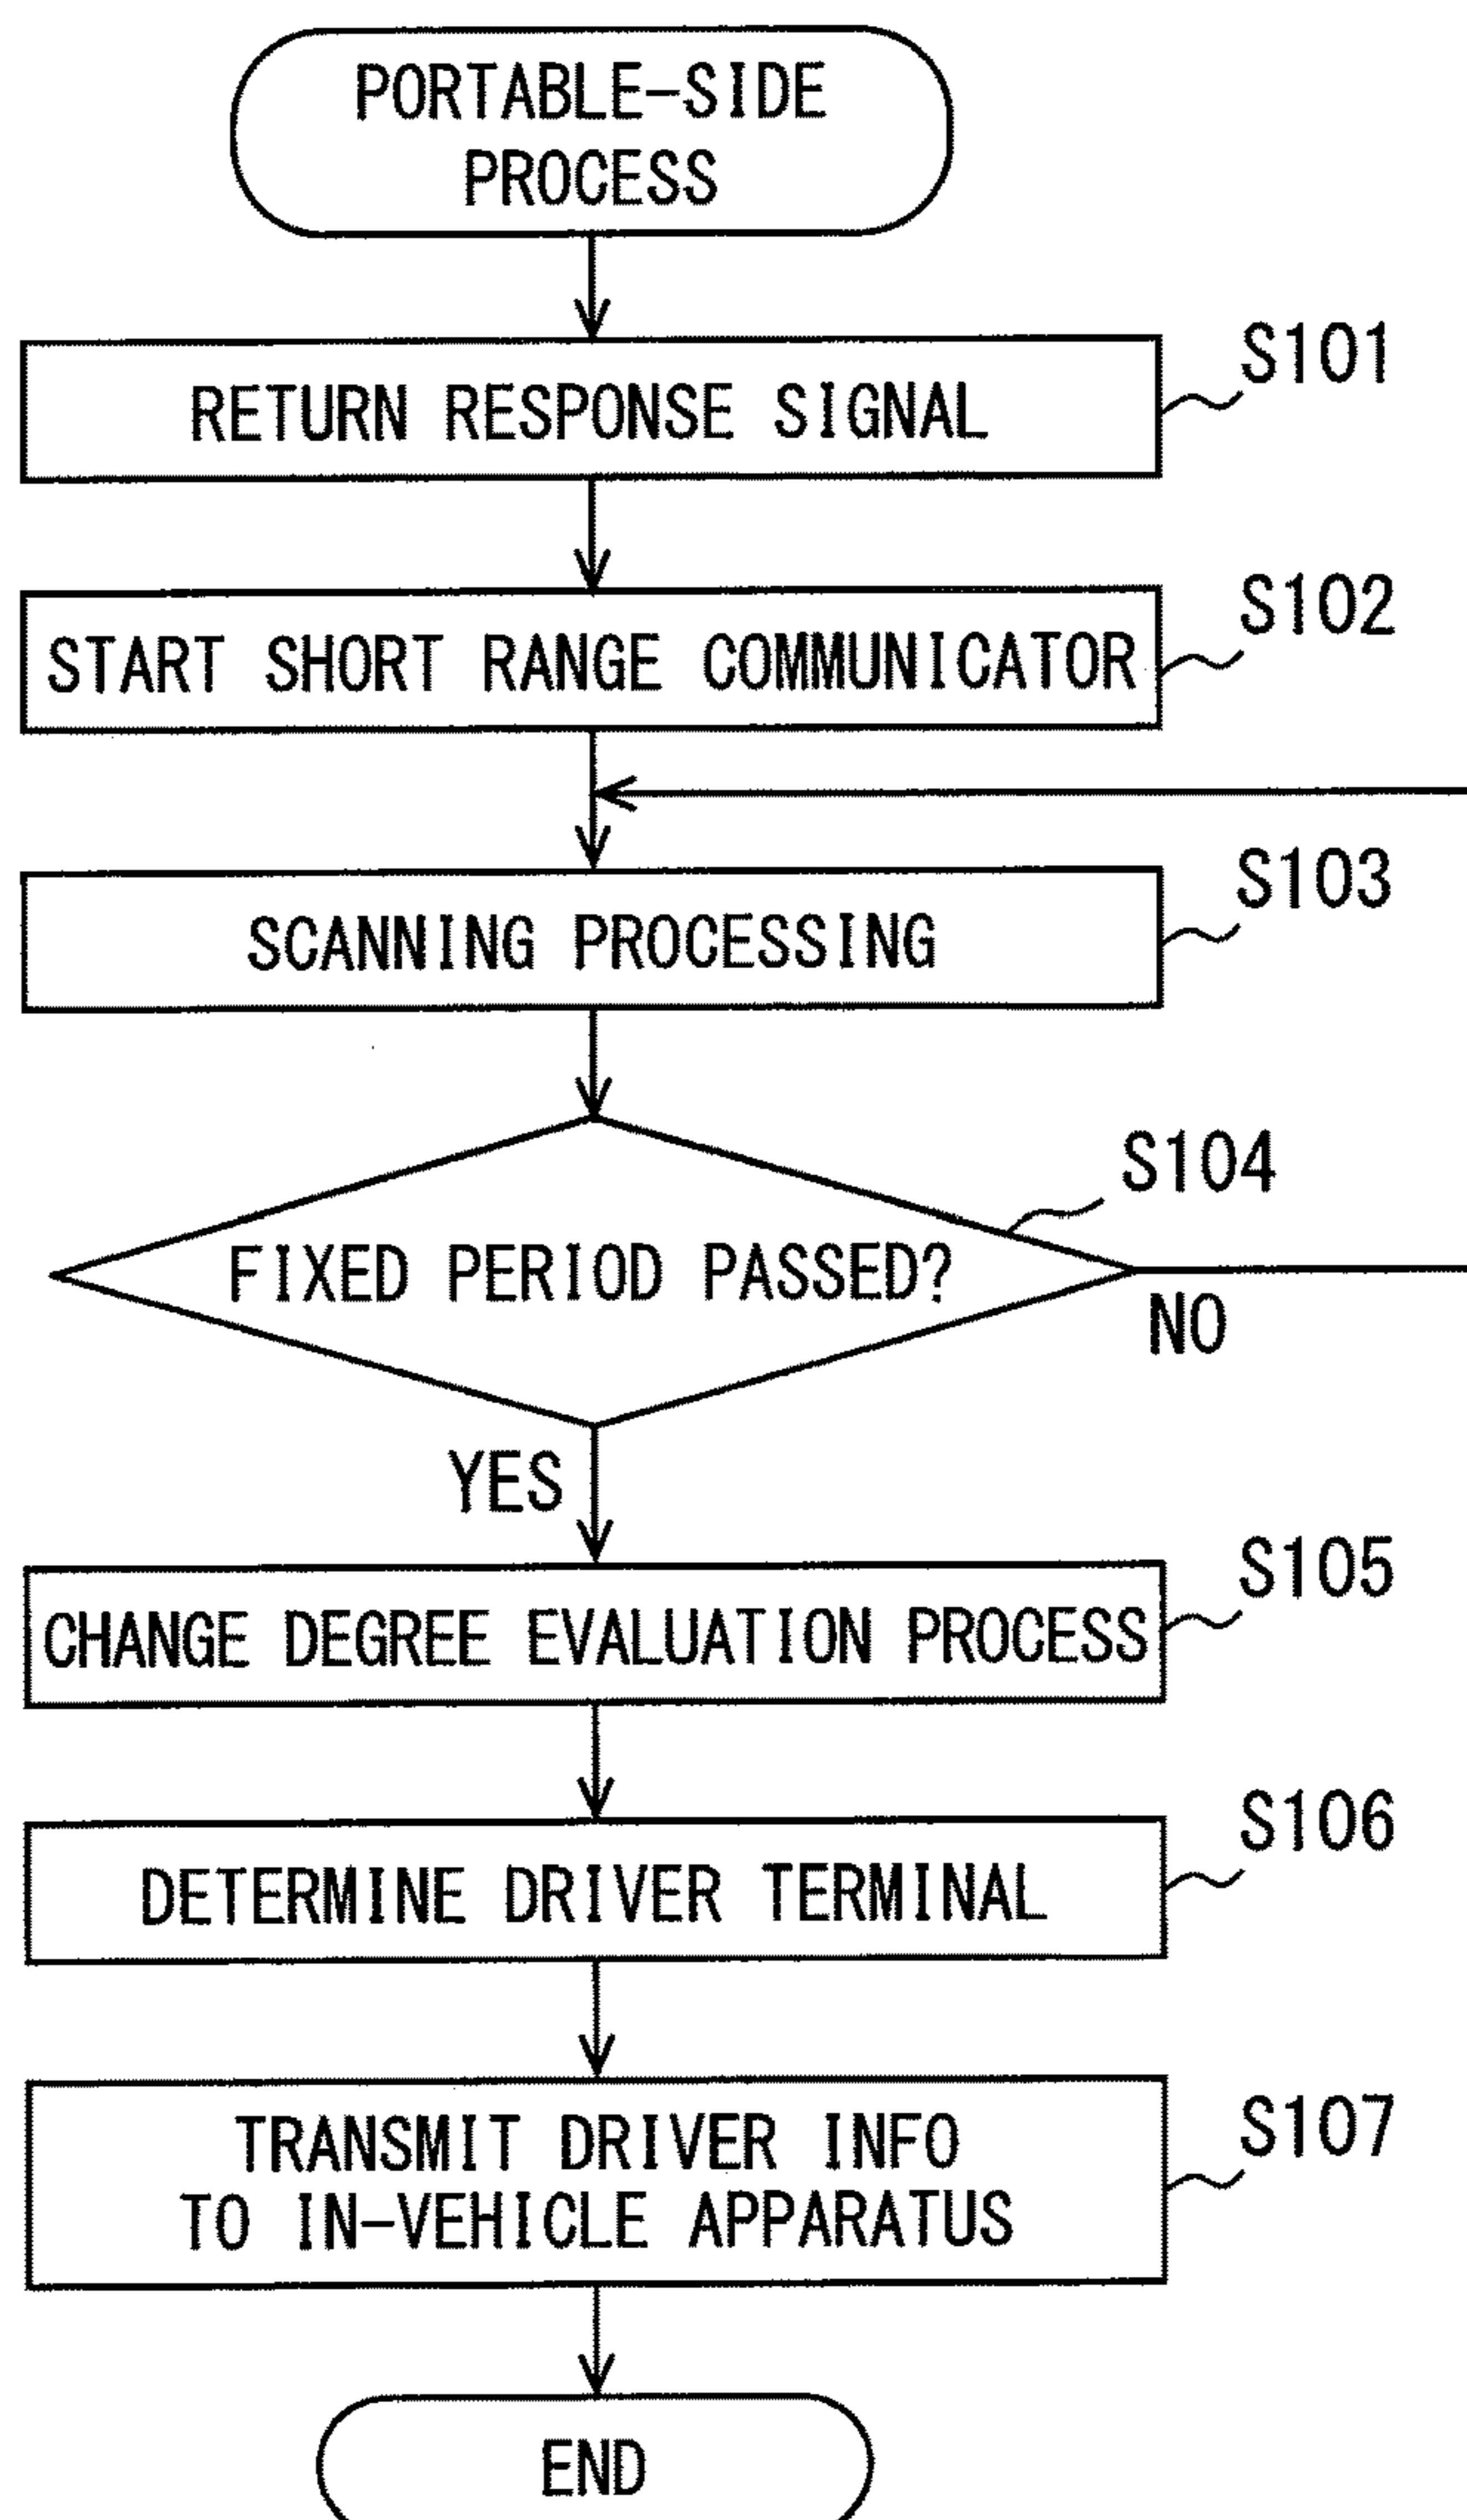 PORTABLE-SIDE
PROCESS
S101
RETURN RESPONSE SIGNAL
S102
START SHORT RANGE COMMUNICATOR
S103
SCANNING PROCESSING
S104
FIXED PERIOD PASSED?
NO
YES
S105
CHANGE DEGREE EVALUATION PROCESS
S106
DETERMINE DRIVER TERMINAL
S107
TRANSMIT DRIVER INFO
TO IN-VEHICLE APPARATUS
END